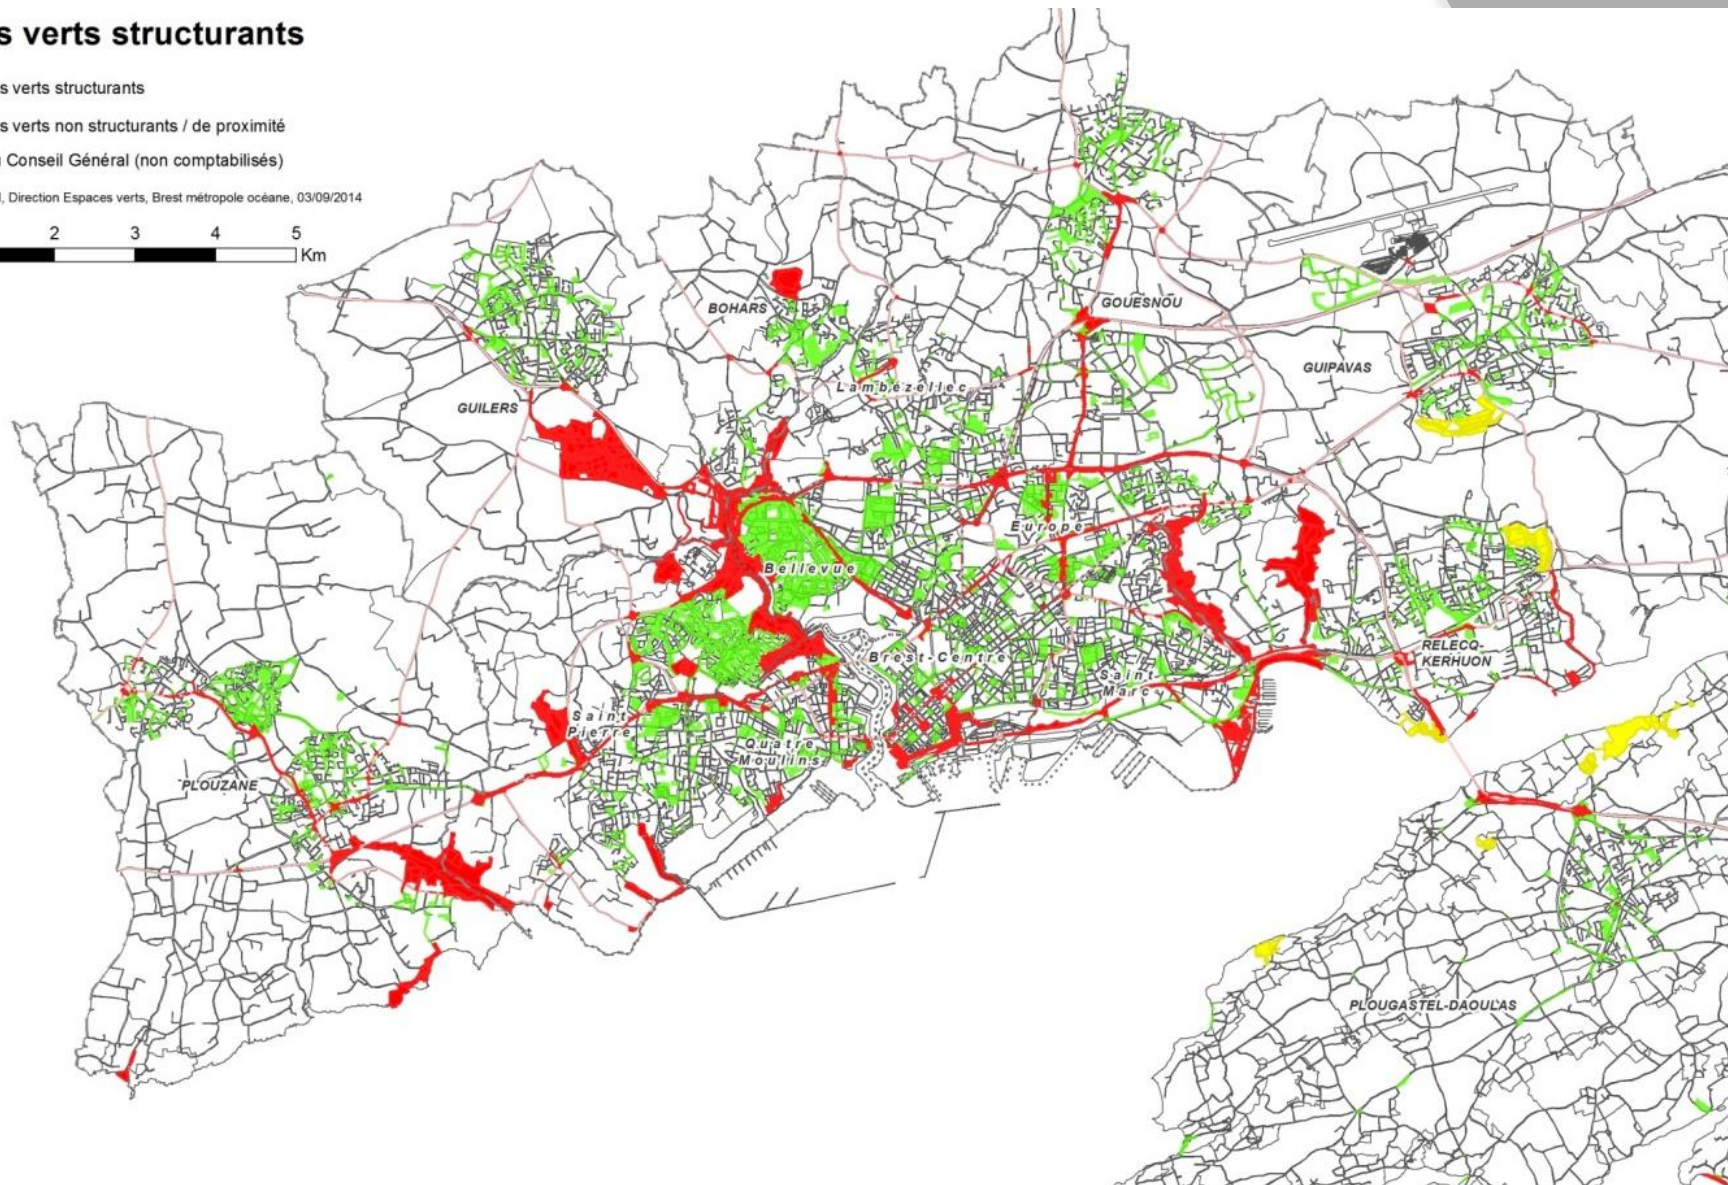 s verts structurants
s verts structurants
s verts non structurants / de proximité
Conseil Général (non comptabilisés)
, Direction Espaces verts, Brest métropole océane, 03/09/2014
2 3 4 5
Km
GOUESNOU
BOHARS
GUIPAVAS
Lambézellec
GUILERS
Europe
Bellevue
RELECQ-
KERHUON
Brest-Centre
Saint
Marc
Saint
Pierre
Quatre
Moulins
PLOUZANE
PLOUGASTEL-DAOULAS